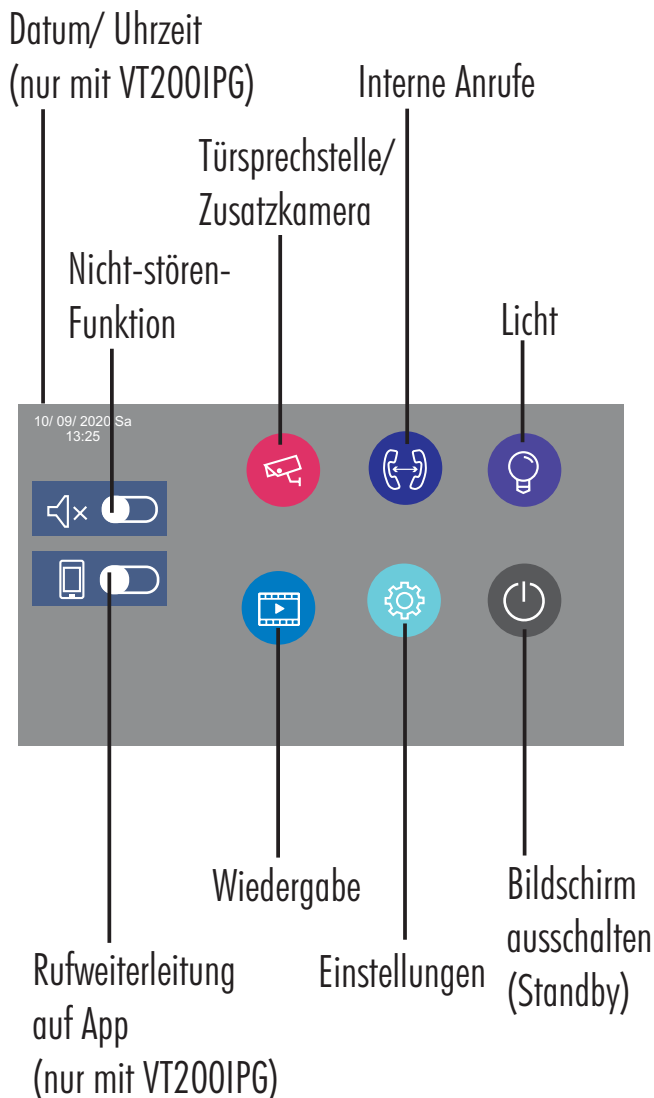 Datum/ Uhrzeit
(nur mit VT200IPG)
Interne Anrufe
Türsprechstelle/
Zusatzkamera
Nicht-stören-
Funktion
Licht
10/ 09/ 2020 Sa
13:25
Wiedergabe
Einstellungen
Bildschirm
ausschalten
(Standby)
Rufweiterleitung
auf App
(nur mit VT200IPG)